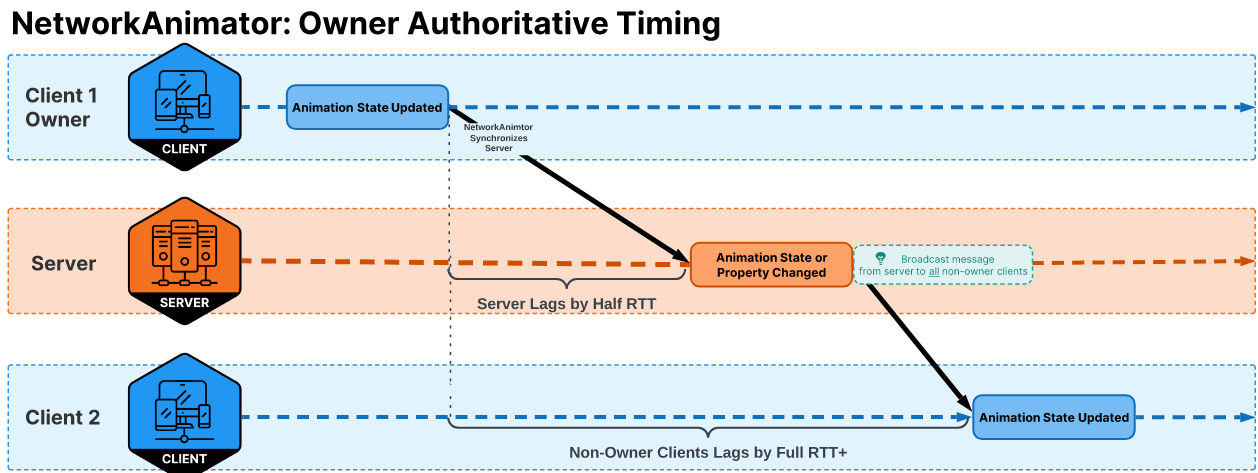 NetworkAnimator: Owner Authoritative Timing
Client 1
Owner
CLIENT
Animation State Updated
NetworkAnimtor
Synchronizes
Server
Server
SERVER
Animation State or
Property Changed
Broadcast message
from server to all non-owner clients
Server Lags by Half RTT
Client 2
CLIENT
Animation State Updated
Non-Owner Clients Lags by Full RTT+